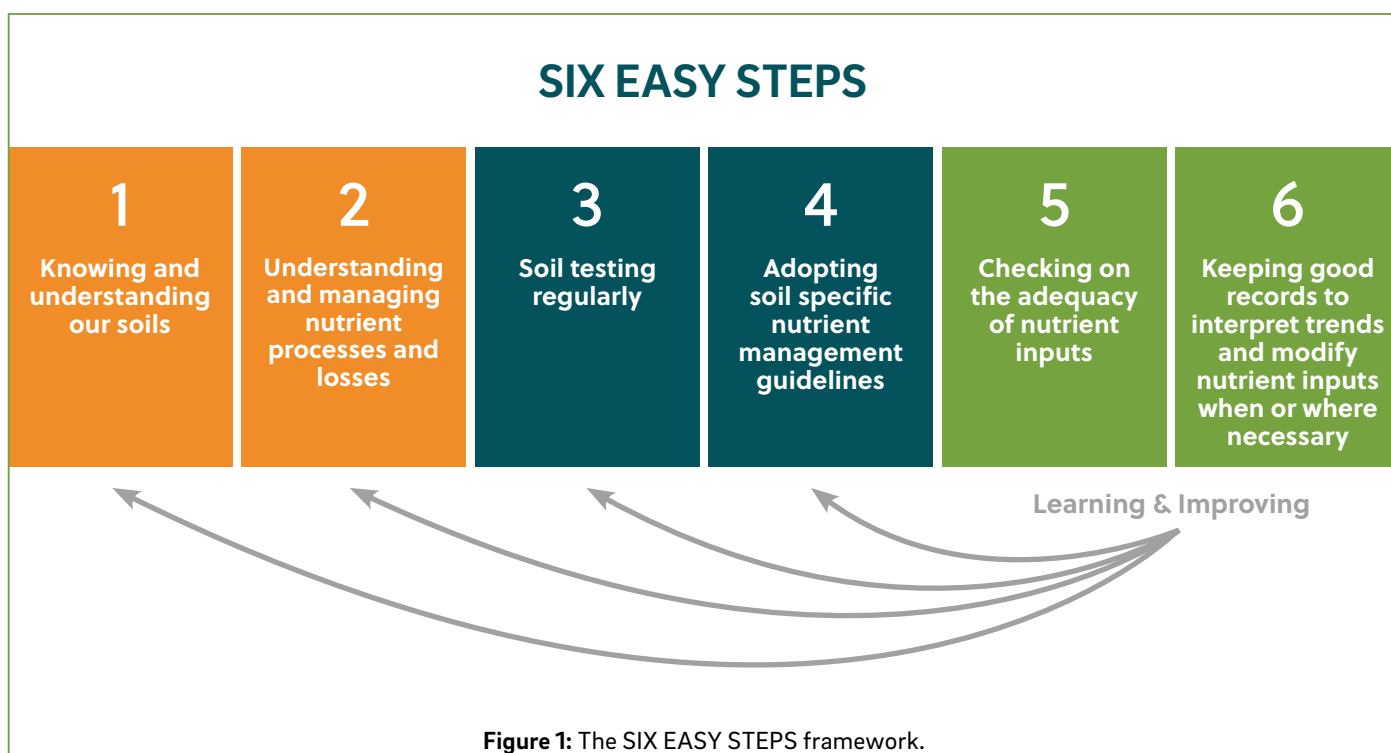 SIX EASY STEPS
1
Knowing and
understanding
our soils
2
Understanding
and managing
nutrient
processes and
losses
3
Soil testing
regularly
4
Adopting
soil specific
nutrient
management
guidelines
5
Checking on
the adequacy
of nutrient
inputs
6
Keeping good
records to
interpret trends
and modify
nutrient inputs
when or where
necessary
Learning & Improving
Figure 1: The SIX EASY STEPS framework.